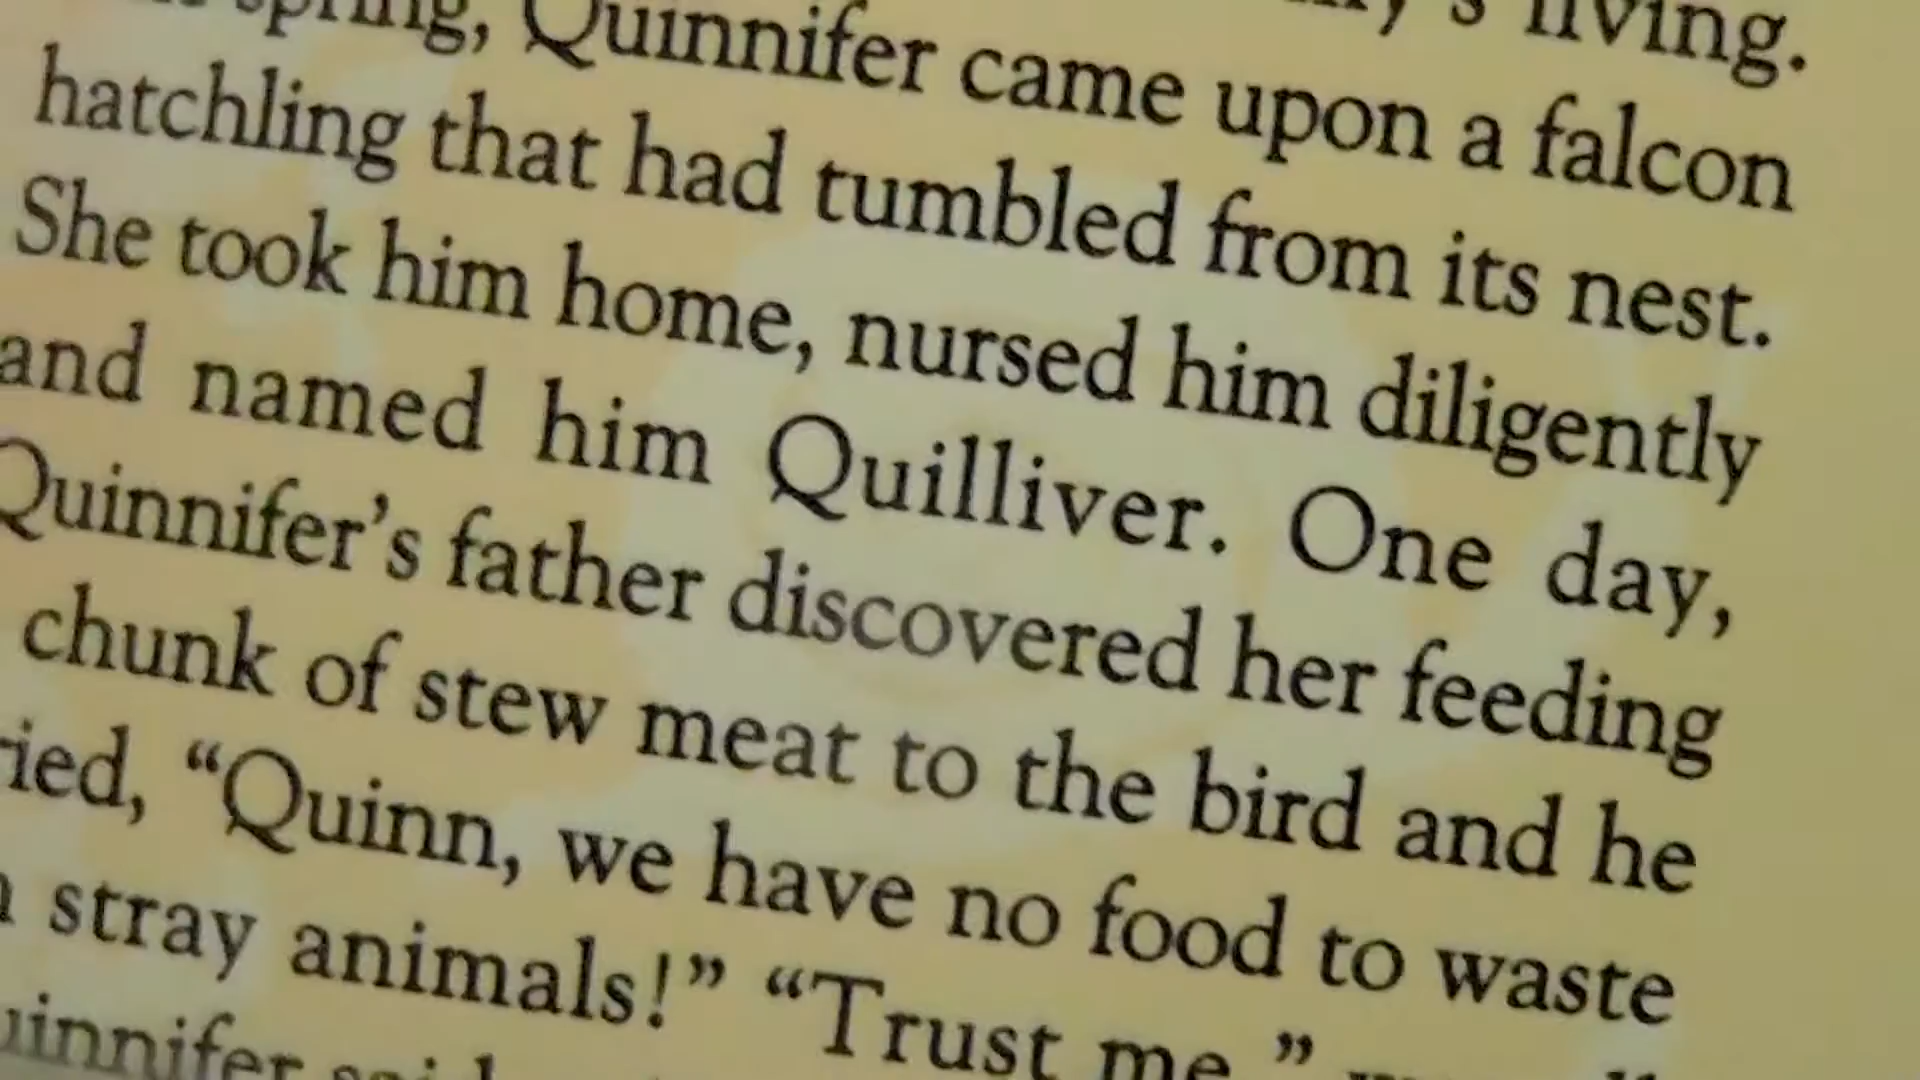 spring, Quinnifer came upon a falcon
hatchling that had tumbled from its nest.
She took him home, nursed him diligently
and named him Quilliver. One day,
Quinnifer's father discovered her feeding
chunk of stew meat to the bird and he
ried, “Quinn, we have no food to waste
stray animals!” “Trust me,”